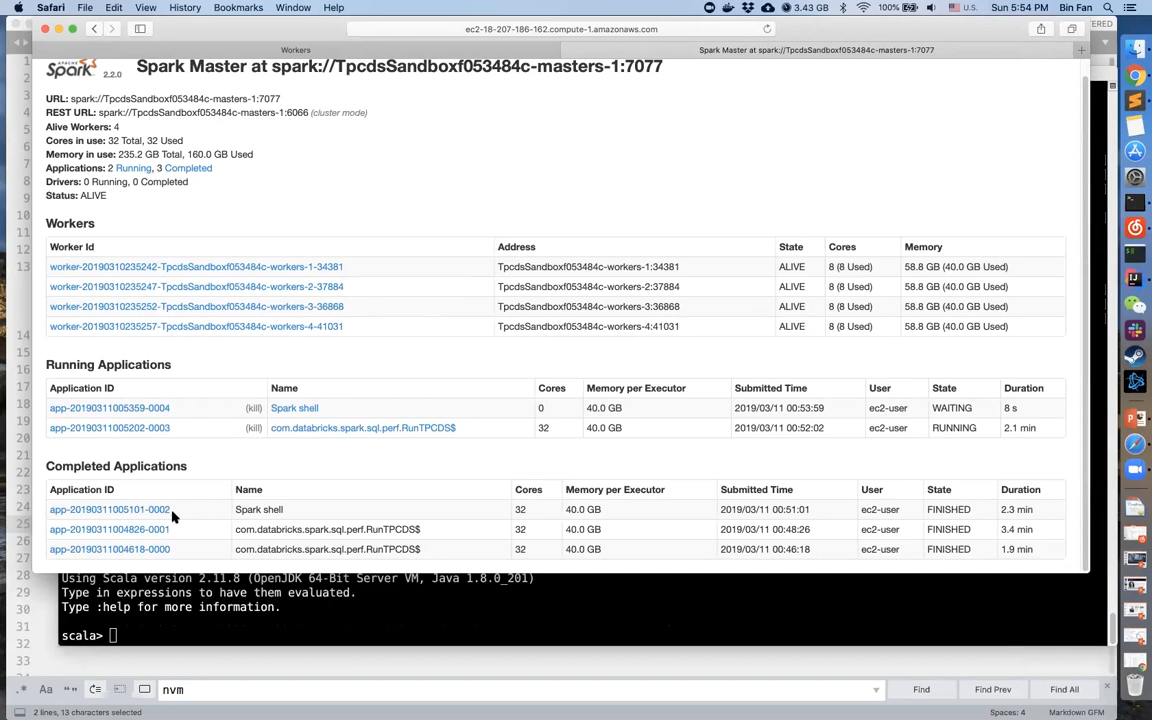 Safari File Edit View History Bookmarks Window Help 3.43 GB 100% U.S. Sun 5:54 PM Bin Fan
ec2-18-207-186-162.compute-1.amazonaws.com
Workers Spark Master at spark://TpcdsSandboxf053484c-masters-1:7077
APACHE Spark 2.2.0 Spark Master at spark://TpcdsSandboxf053484c-masters-1:7077
URL: spark://TpcdsSandboxf053484c-masters-1:7077
REST URL: spark://TpcdsSandboxf053484c-masters-1:6066 (cluster mode)
Alive Workers: 4
Cores in use: 32 Total, 32 Used
Memory in use: 235.2 GB Total, 160.0 GB Used
Applications: 2 Running, 3 Completed
Drivers: 0 Running, 0 Completed
Status: ALIVE
Workers
Worker Id Address State Cores Memory
worker-20190310235242-TpcdsSandboxf053484c-workers-1-34381 TpcdsSandboxf053484c-workers-1:34381 ALIVE 8 (8 Used) 58.8 GB (40.0 GB Used)
worker-20190310235247-TpcdsSandboxf053484c-workers-2-37884 TpcdsSandboxf053484c-workers-2:37884 ALIVE 8 (8 Used) 58.8 GB (40.0 GB Used)
worker-20190310235252-TpcdsSandboxf053484c-workers-3-36868 TpcdsSandboxf053484c-workers-3:36868 ALIVE 8 (8 Used) 58.8 GB (40.0 GB Used)
worker-20190310235257-TpcdsSandboxf053484c-workers-4-41031 TpcdsSandboxf053484c-workers-4:41031 ALIVE 8 (8 Used) 58.8 GB (40.0 GB Used)
Running Applications
Application ID Name Cores Memory per Executor Submitted Time User State Duration
app-20190311005359-0004 (kill) Spark shell 0 40.0 GB 2019/03/11 00:53:59 ec2-user WAITING 8 s
app-20190311005202-0003 (kill) com.databricks.spark.sql.perf.RunTPCDS$ 32 40.0 GB 2019/03/11 00:52:02 ec2-user RUNNING 2.1 min
Completed Applications
Application ID Name Cores Memory per Executor Submitted Time User State Duration
app-20190311005101-0002 Spark shell 32 40.0 GB 2019/03/11 00:51:01 ec2-user FINISHED 2.3 min
app-20190311004826-0001 com.databricks.spark.sql.perf.RunTPCDS$ 32 40.0 GB 2019/03/11 00:48:26 ec2-user FINISHED 3.4 min
app-20190311004618-0000 com.databricks.spark.sql.perf.RunTPCDS$ 32 40.0 GB 2019/03/11 00:46:18 ec2-user FINISHED 1.9 min
Using Scala version 2.11.8 (OpenJDK 64-Bit Server VM, Java 1.8.0_201)
Type in expressions to have them evaluated.
Type :help for more information.
scala>
nvm Find Find Prev Find All
2 lines, 13 characters selected Spaces: 4 Markdown GFM